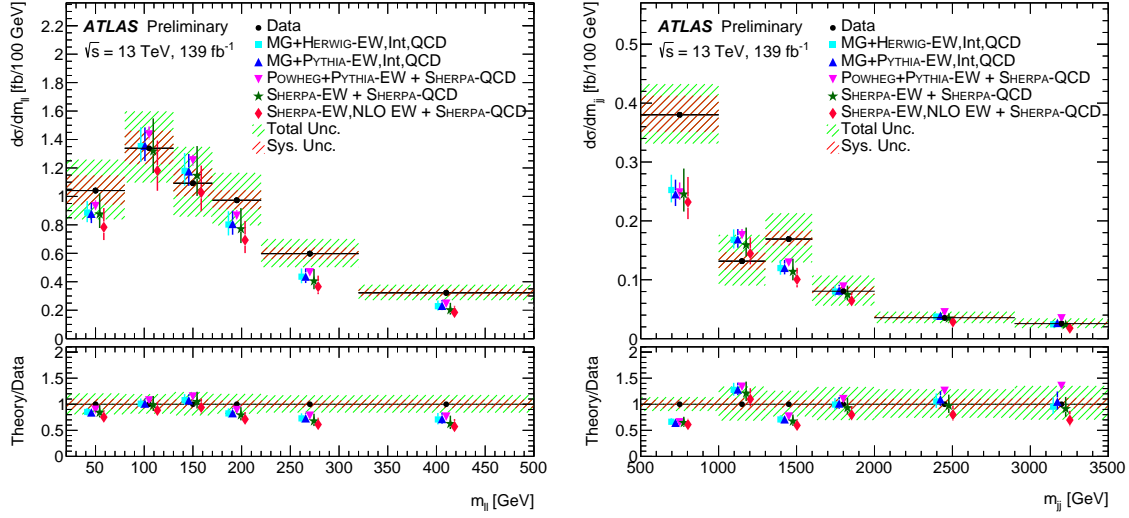 dσ/dm_ll [fb/100 GeV]
2.2
2
1.8
1.6
1.4
1.2
1
0.8
0.6
0.4
0.2
0
ATLAS Preliminary
√s = 13 TeV, 139 fb⁻¹
Data
MG+HERWIG-EW,Int,QCD
MG+PYTHIA-EW,Int,QCD
POWHEG+PYTHIA-EW + SHERPA-QCD
SHERPA-EW + SHERPA-QCD
SHERPA-EW,NLO EW + SHERPA-QCD
Total Unc.
Sys. Unc.
Theory/Data
2
1.5
1
0.5
0
50 100 150 200 250 300 350 400 450 500
m_ll [GeV]
dσ/dm_jj [fb/100 GeV]
0.5
0.4
0.3
0.2
0.1
0
ATLAS Preliminary
√s = 13 TeV, 139 fb⁻¹
Data
MG+HERWIG-EW,Int,QCD
MG+PYTHIA-EW,Int,QCD
POWHEG+PYTHIA-EW + SHERPA-QCD
SHERPA-EW + SHERPA-QCD
SHERPA-EW,NLO EW + SHERPA-QCD
Total Unc.
Sys. Unc.
Theory/Data
2
1.5
1
0.5
0
500 1000 1500 2000 2500 3000 3500
m_jj [GeV]